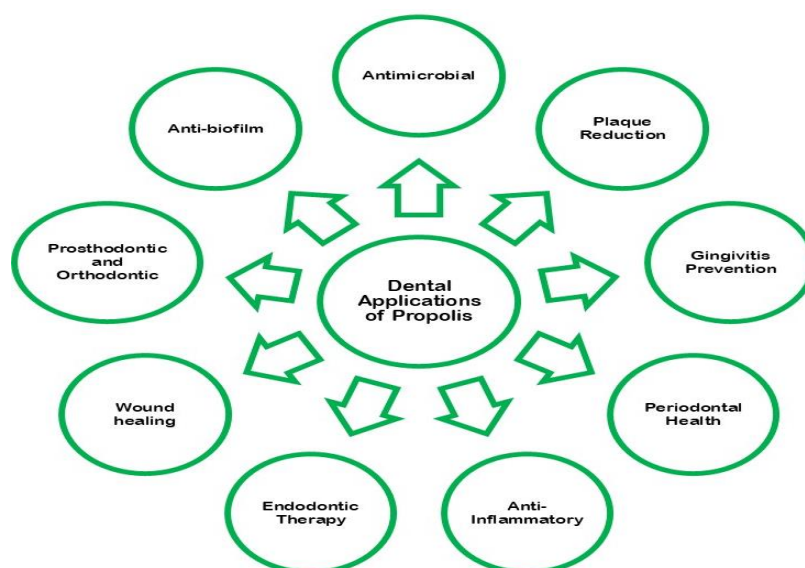 Dental
Applications
of Propolis
Antimicrobial
Plaque
Reduction
Gingivitis
Prevention
Periodontal
Health
Anti-
Inflammatory
Endodontic
Therapy
Wound
healing
Prosthodontic
and
Orthodontic
Anti-biofilm